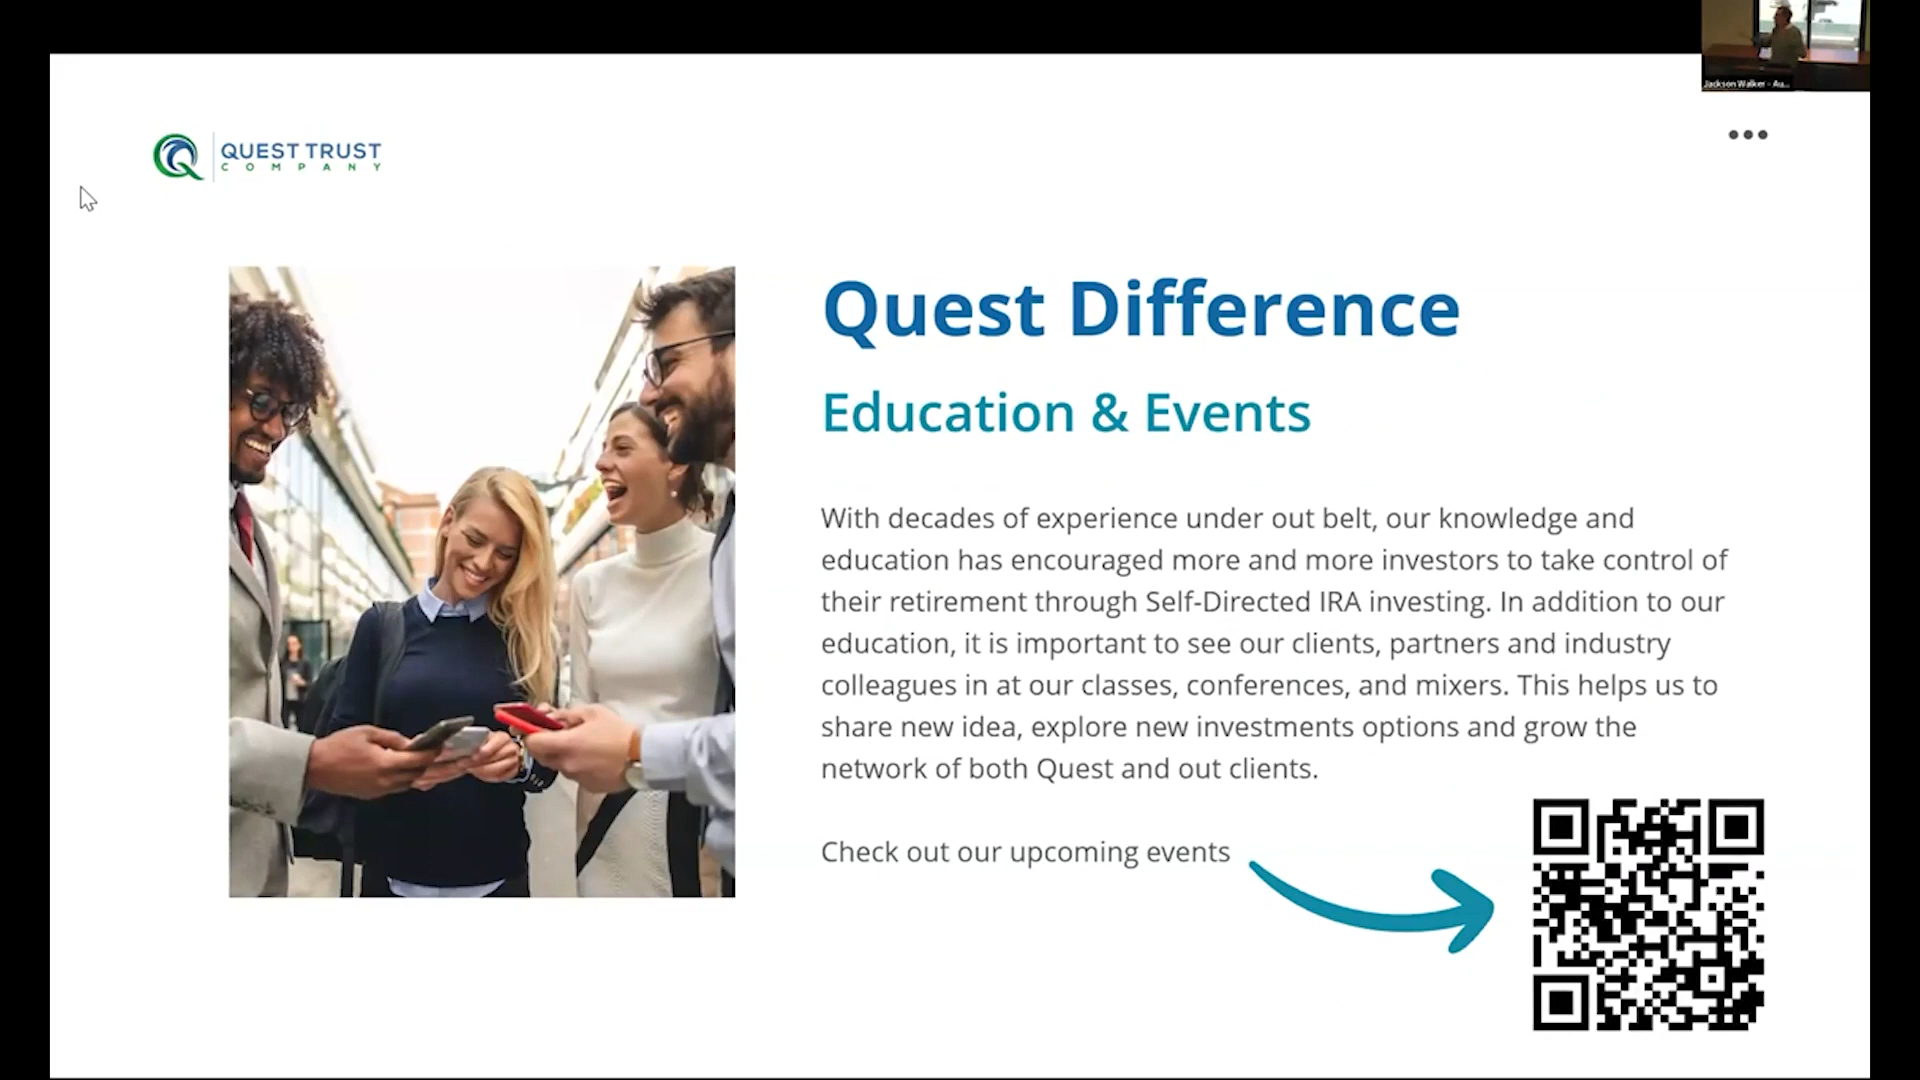 Jackson Walker - Au...
QUEST TRUST
COMPANY
Quest Difference
Education & Events
With decades of experience under out belt, our knowledge and
education has encouraged more and more investors to take control of
their retirement through Self-Directed IRA investing. In addition to our
education, it is important to see our clients, partners and industry
colleagues in at our classes, conferences, and mixers. This helps us to
share new idea, explore new investments options and grow the
network of both Quest and out clients.
Check out our upcoming events